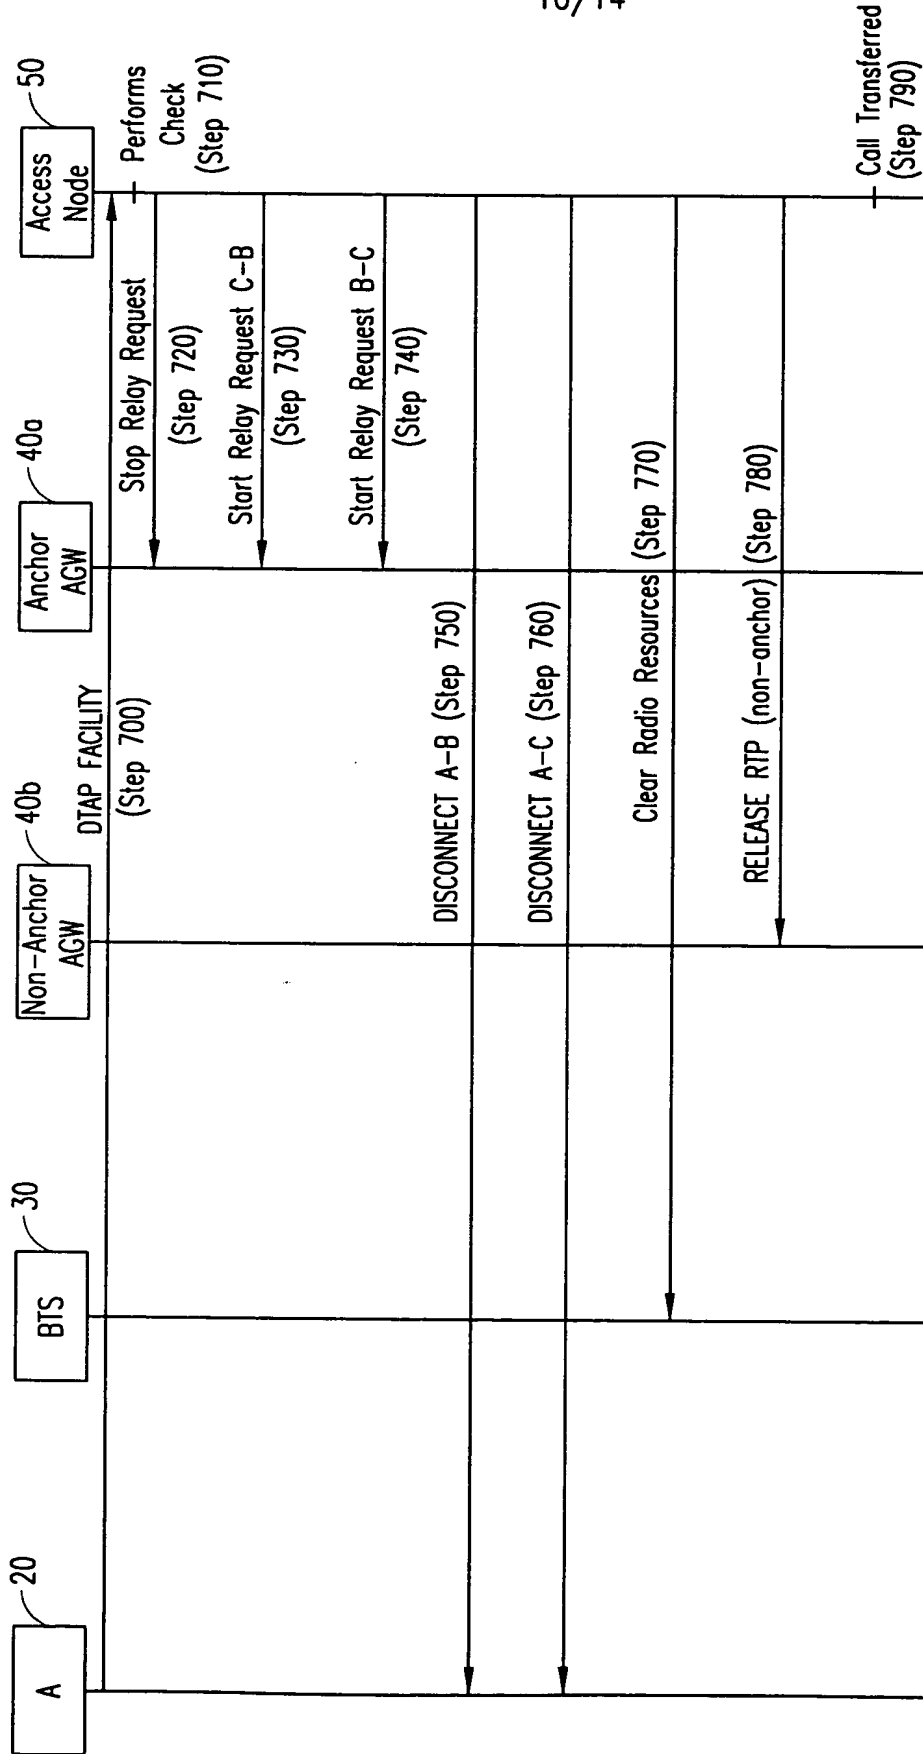 10/14
A
20
BTS
30
Non-Anchor
AGW
40b
Anchor
AGW
40a
Access
Node
50
DTAP FACILITY
(Step 700)
Performs
Check
(Step 710)
Stop Relay Request
(Step 720)
Start Relay Request C-B
(Step 730)
Start Relay Request B-C
(Step 740)
DISCONNECT A-B (Step 750)
DISCONNECT A-C (Step 760)
Clear Radio Resources (Step 770)
RELEASE RTP (non-anchor) (Step 780)
Call Transferred
(Step 790)